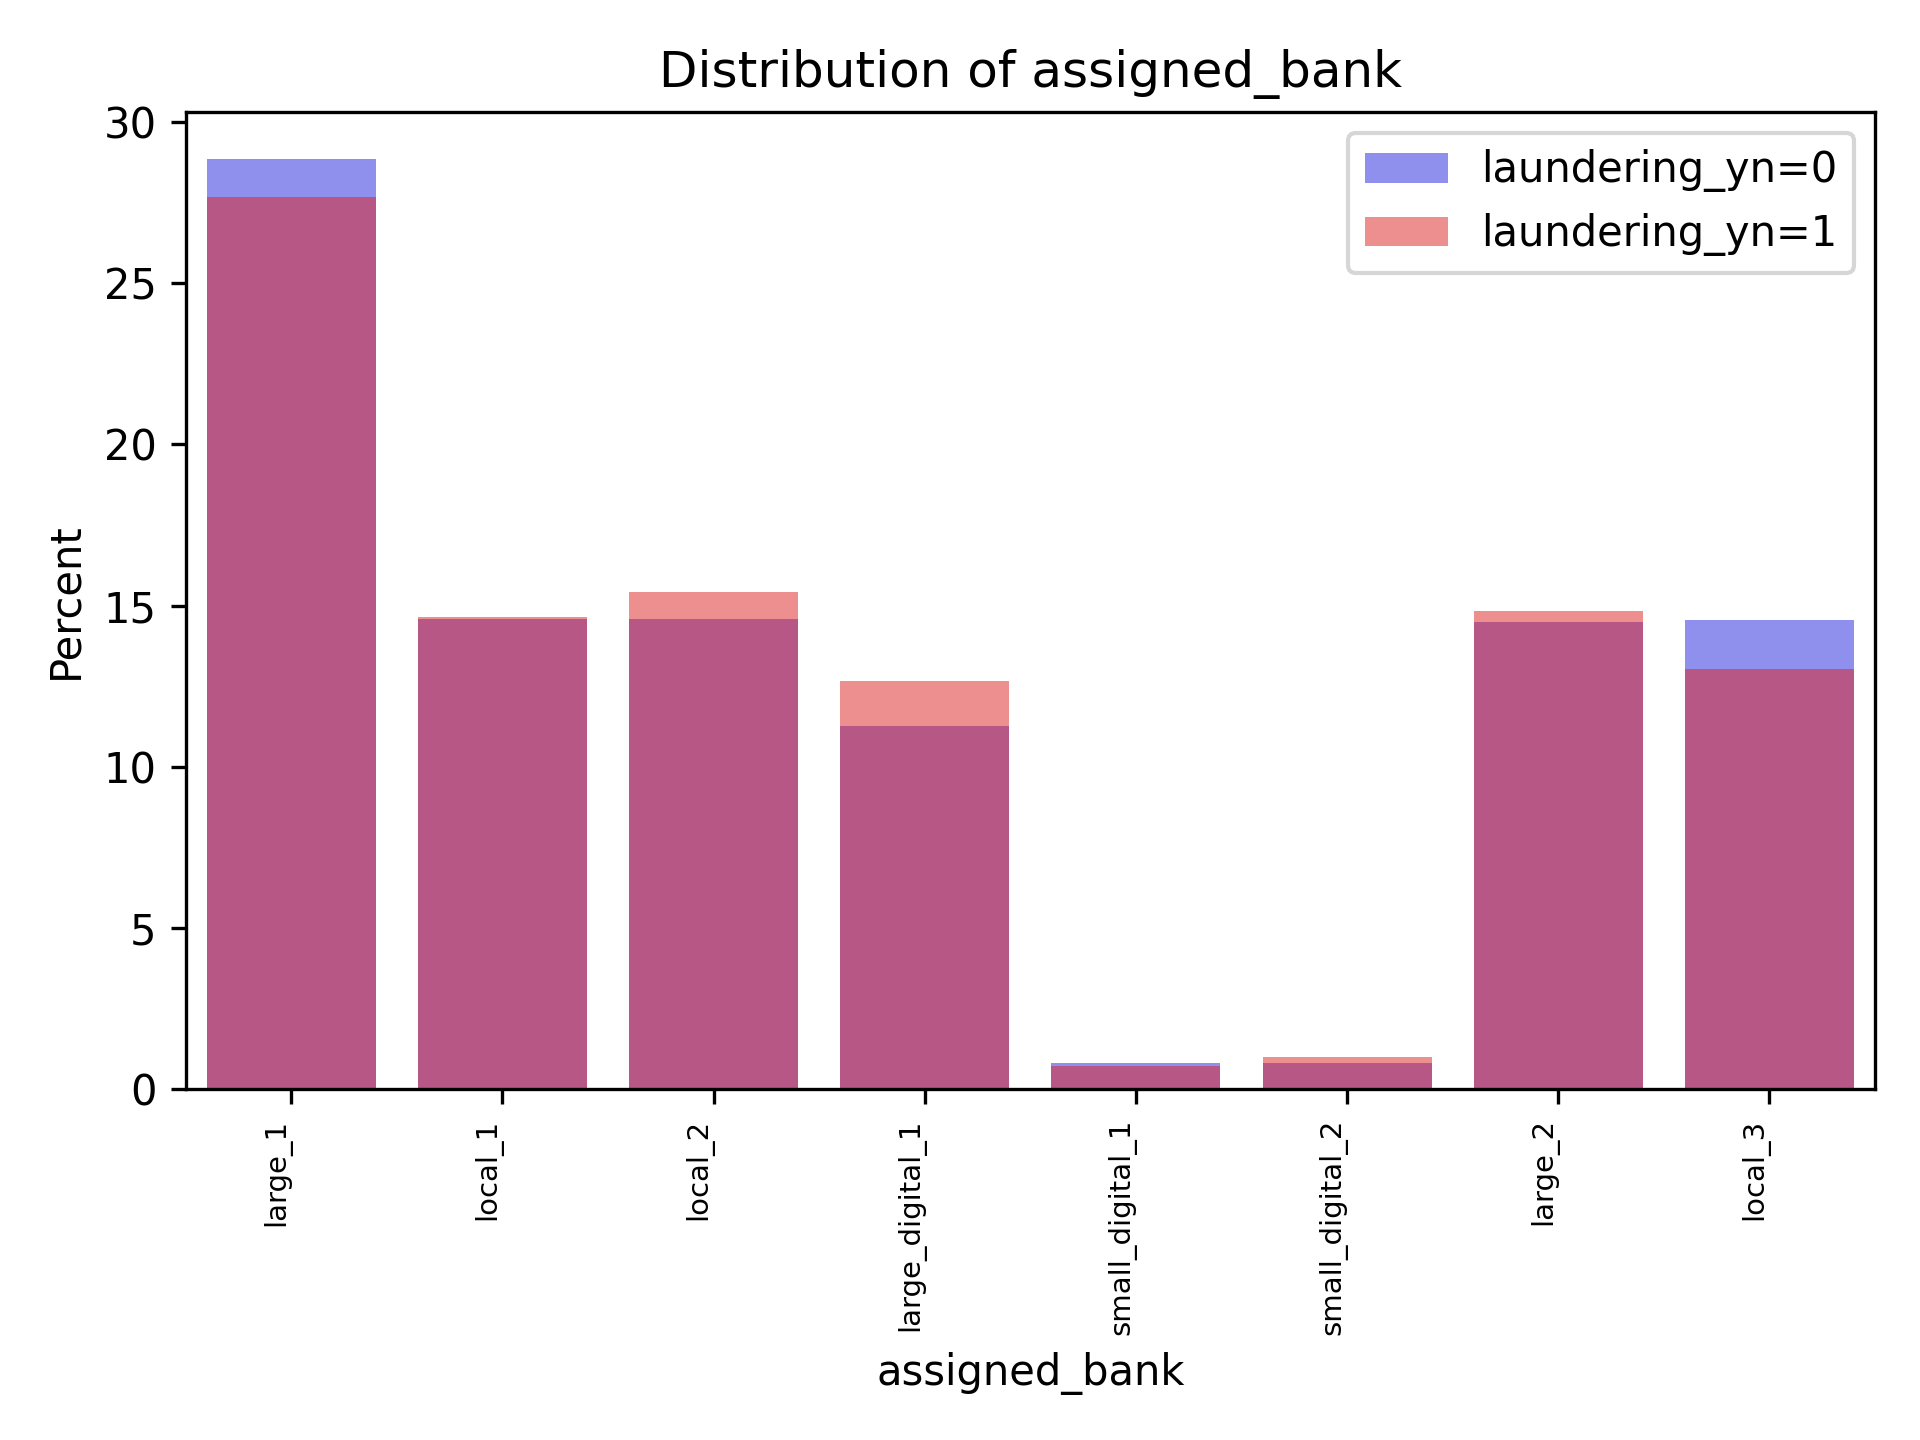 Distribution of assigned_bank
30
25
20
15
10
5
0
Percent
laundering_yn=0
laundering_yn=1
large_1
local_1
local_2
large_digital_1
small_digital_1
small_digital_2
large_2
local_3
assigned_bank